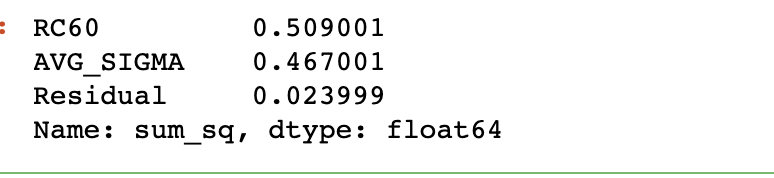 RC60          0.509001
AVG_SIGMA     0.467001
Residual      0.023999
Name: sum_sq, dtype: float64